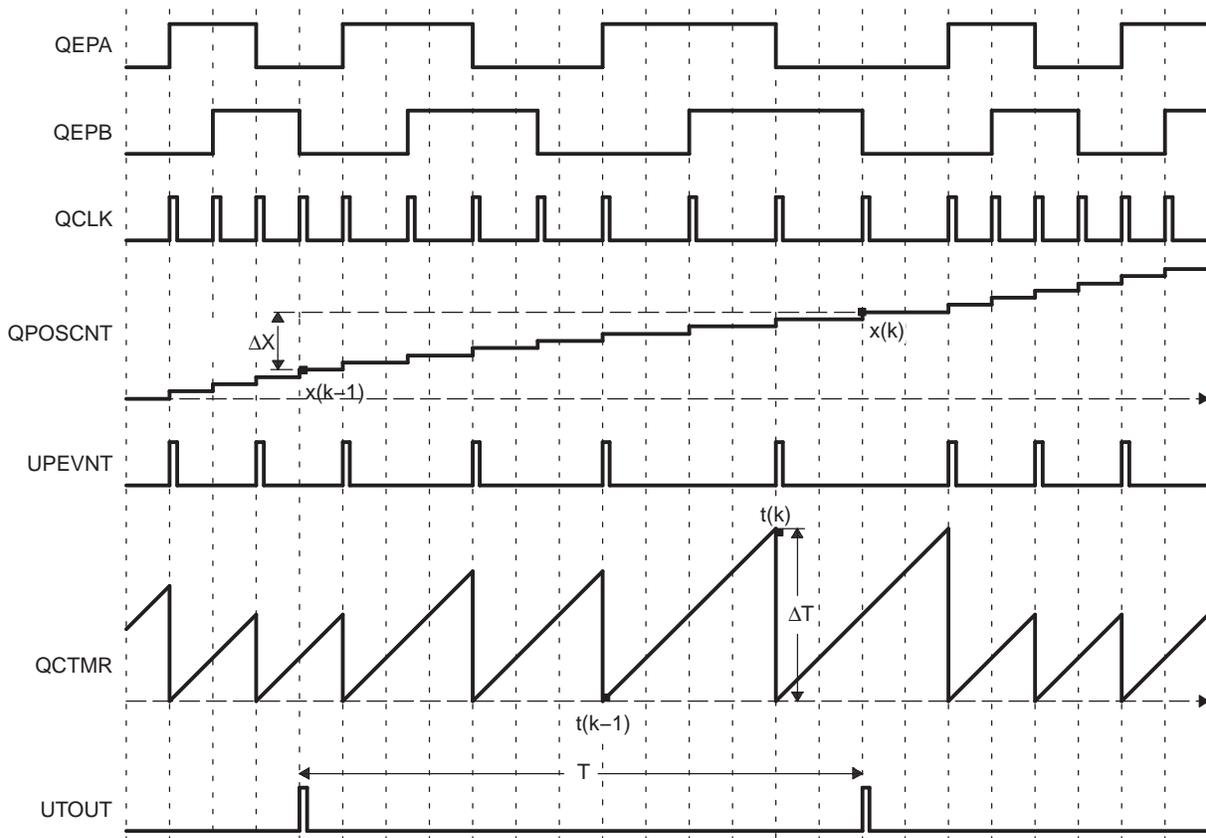 QEPA
QEPB
QCLK
QPOSCNT
ΔX
x(k)
x(k−1)
UPEVNT
t(k)
ΔT
QCTMR
t(k−1)
T
UTOUT